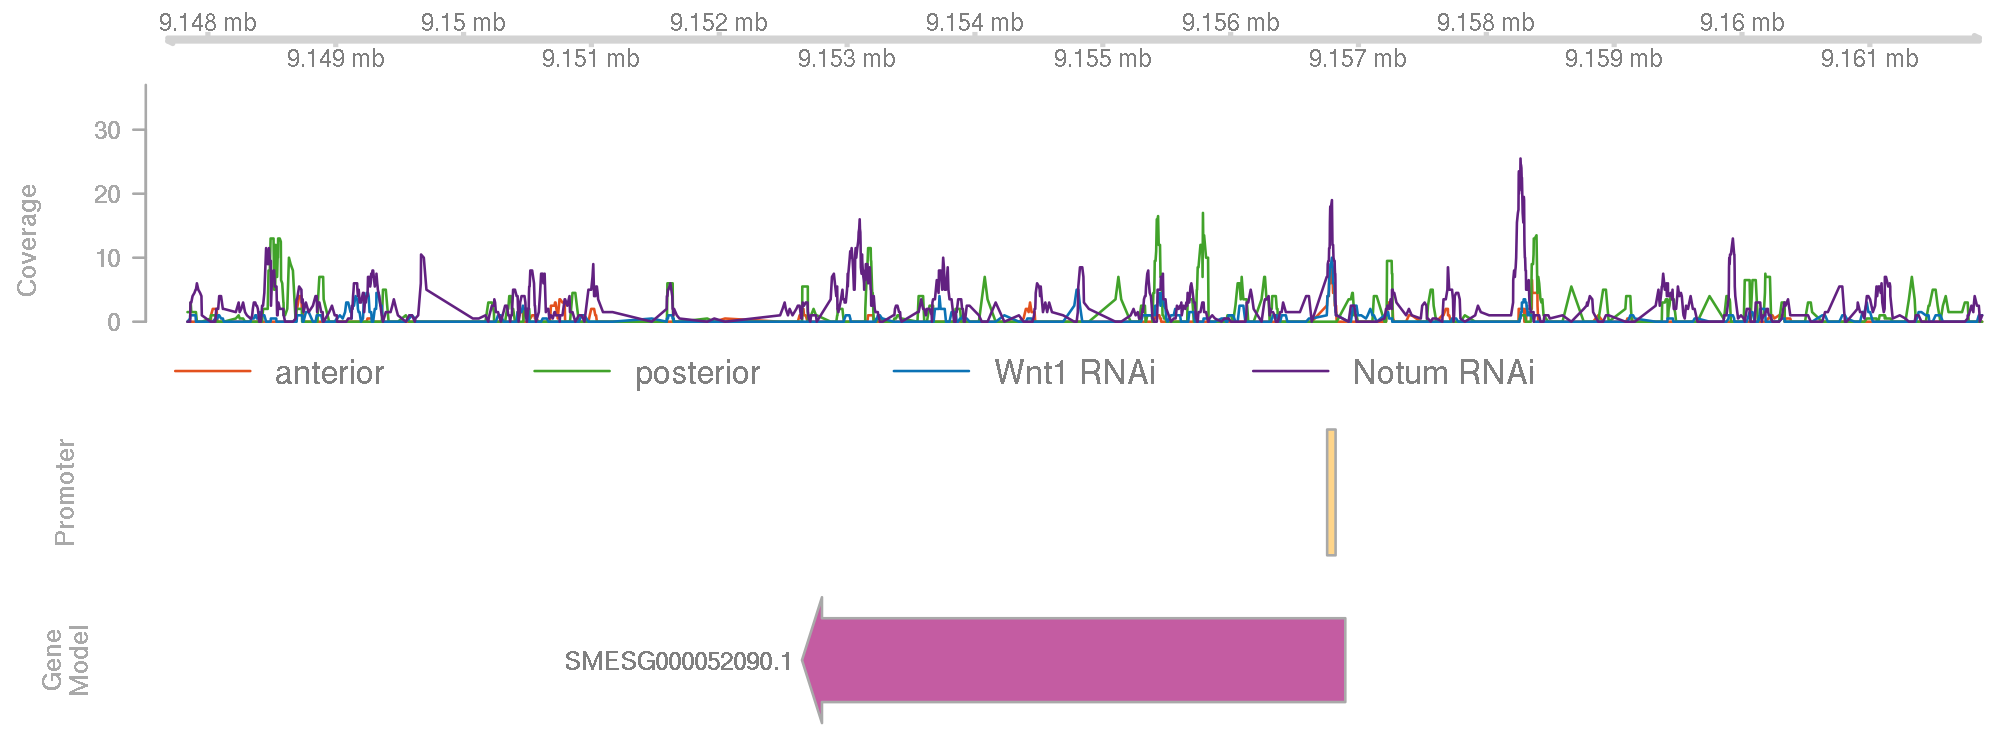 9.148 mb 9.15 mb 9.152 mb 9.154 mb 9.156 mb 9.158 mb 9.16 mb
9.149 mb 9.151 mb 9.153 mb 9.155 mb 9.157 mb 9.159 mb 9.161 mb
Coverage
30
20
10
0
anterior posterior Wnt1 RNAi Notum RNAi
Promoter
0
Gene
Model
SMESG000052090.1